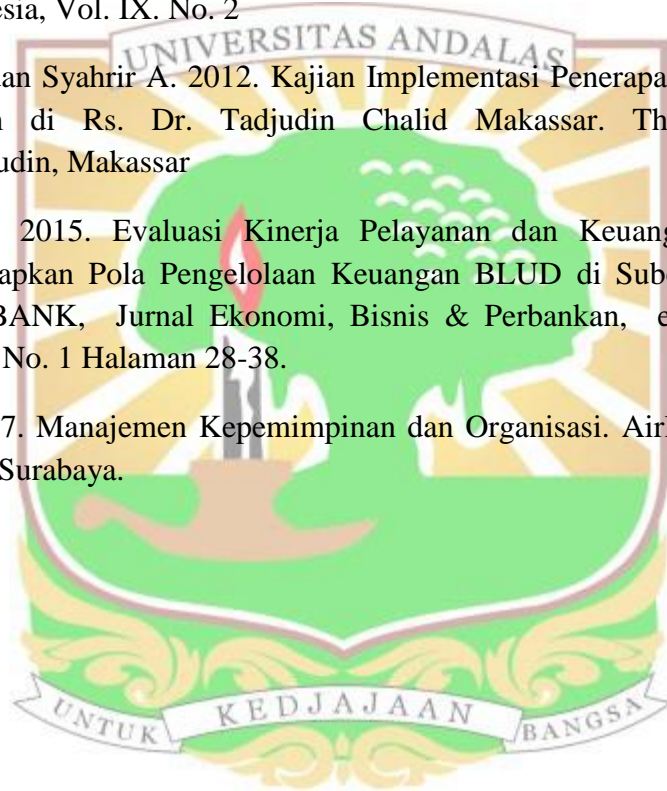 esia, Vol. IX. No. 2
UNIVERSITAS ANDALAS
an Syahrir A. 2012. Kajian Implementasi Penerapa
di Rs. Dr. Tadjudin Chalid Makassar. Th
udin, Makassar
2015. Evaluasi Kinerja Pelayanan dan Keuang
apkan Pola Pengelolaan Keuangan BLUD di Sub
BANK, Jurnal Ekonomi, Bisnis & Perbankan, e
No. 1 Halaman 28-38.
7. Manajemen Kepemimpinan dan Organisasi. Air
Surabaya.
UNTUK KEDJAJAAN BANGSA